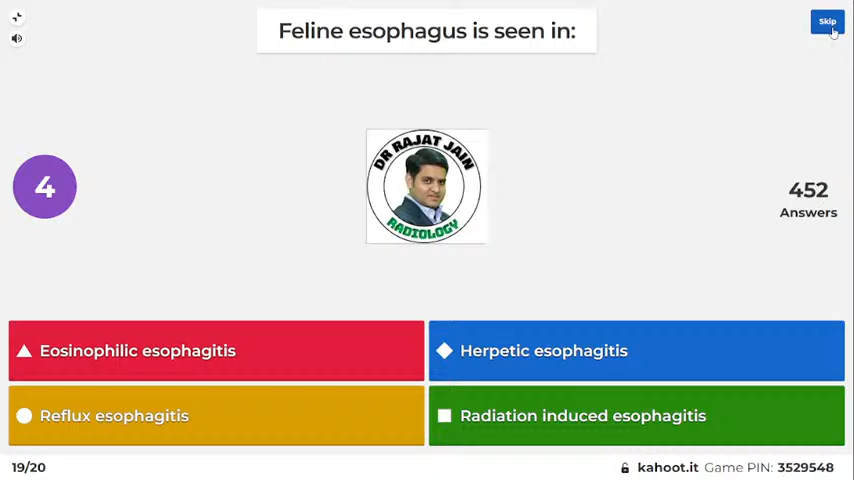 Feline esophagus is seen in:
Skip
4
DR RAJAT JAIN
RADIOLOGY
452
Answers
Eosinophilic esophagitis
Herpetic esophagitis
Reflux esophagitis
Radiation induced esophagitis
19/20
kahoot.it Game PIN: 3529548